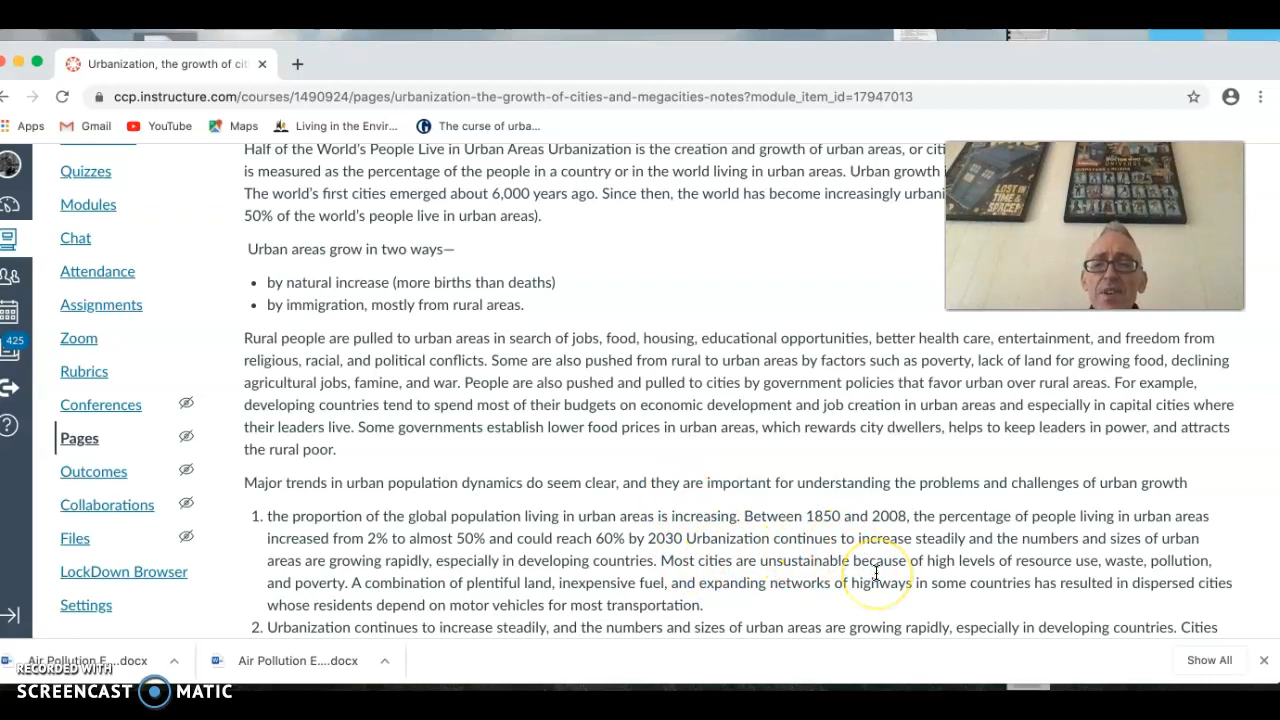 Urbanization, the growth of cit
ccp.instructure.com/courses/1490924/pages/urbanization-the-growth-of-cities-and-megacities-notes?module_item_id=17947013
Apps Gmail YouTube Maps Living in the Envir... The curse of urba...
Quizzes
Modules
Chat
Attendance
Assignments
Zoom
Rubrics
Conferences
Pages
Outcomes
Collaborations
Files
LockDown Browser
Settings
425
Half of the World's People Live in Urban Areas Urbanization is the creation and growth of urban areas, or citi
is measured as the percentage of the people in a country or in the world living in urban areas. Urban growth
The world's first cities emerged about 6,000 years ago. Since then, the world has become increasingly urbani
50% of the world's people live in urban areas).
Urban areas grow in two ways—
• by natural increase (more births than deaths)
• by immigration, mostly from rural areas.
Rural people are pulled to urban areas in search of jobs, food, housing, educational opportunities, better health care, entertainment, and freedom from
religious, racial, and political conflicts. Some are also pushed from rural to urban areas by factors such as poverty, lack of land for growing food, declining
agricultural jobs, famine, and war. People are also pushed and pulled to cities by government policies that favor urban over rural areas. For example,
developing countries tend to spend most of their budgets on economic development and job creation in urban areas and especially in capital cities where
their leaders live. Some governments establish lower food prices in urban areas, which rewards city dwellers, helps to keep leaders in power, and attracts
the rural poor.
Major trends in urban population dynamics do seem clear, and they are important for understanding the problems and challenges of urban growth
1. the proportion of the global population living in urban areas is increasing. Between 1850 and 2008, the percentage of people living in urban areas
increased from 2% to almost 50% and could reach 60% by 2030 Urbanization continues to increase steadily and the numbers and sizes of urban
areas are growing rapidly, especially in developing countries. Most cities are unsustainable because of high levels of resource use, waste, pollution,
and poverty. A combination of plentiful land, inexpensive fuel, and expanding networks of highways in some countries has resulted in dispersed cities
whose residents depend on motor vehicles for most transportation.
2. Urbanization continues to increase steadily, and the numbers and sizes of urban areas are growing rapidly, especially in developing countries. Cities
LOST IN
TIME &
SPACE!
Air Pollution E....docx
Air Pollution E....docx
Show All
RECORDED WITH
SCREENCAST MATIC